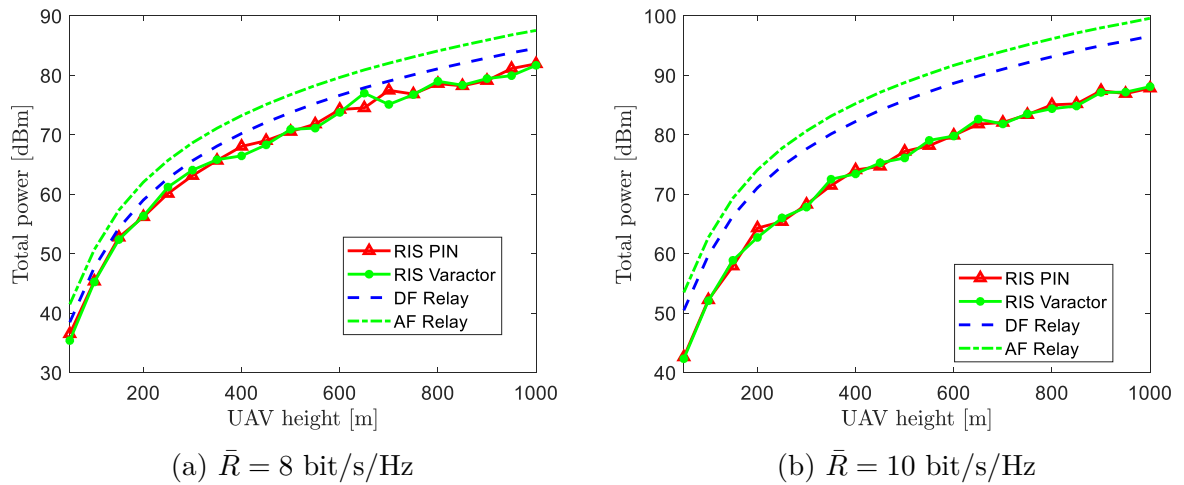 90
80
70
60
50
40
30
Total power [dBm]
200
400
600
800
1000
UAV height [m]
RIS PIN
RIS Varactor
DF Relay
AF Relay
(a) R̄ = 8 bit/s/Hz
100
90
80
70
60
50
40
Total power [dBm]
200
400
600
800
1000
UAV height [m]
RIS PIN
RIS Varactor
DF Relay
AF Relay
(b) R̄ = 10 bit/s/Hz